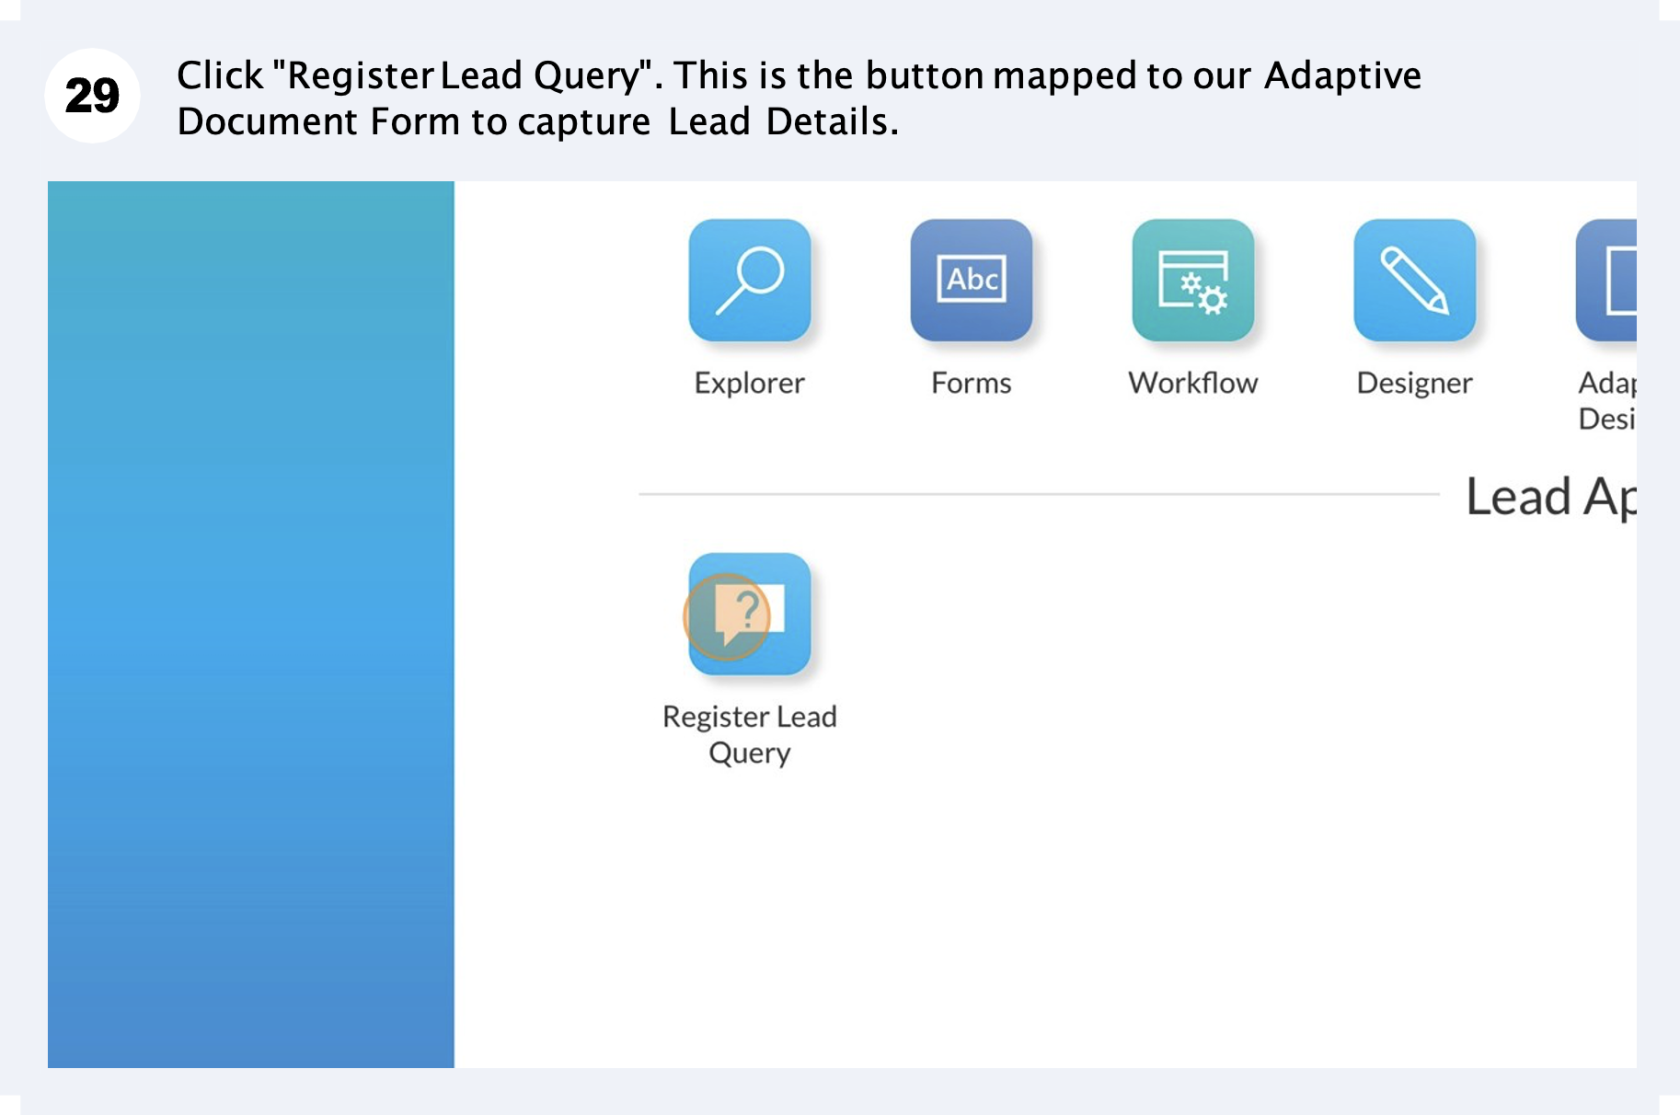 29
Click "Register Lead Query". This is the button mapped to our Adaptive
Document Form to capture Lead Details.
Abc
Explorer
Forms
Workflow
Designer
Adap
Desi
Lead Ap
?
Register Lead
Query